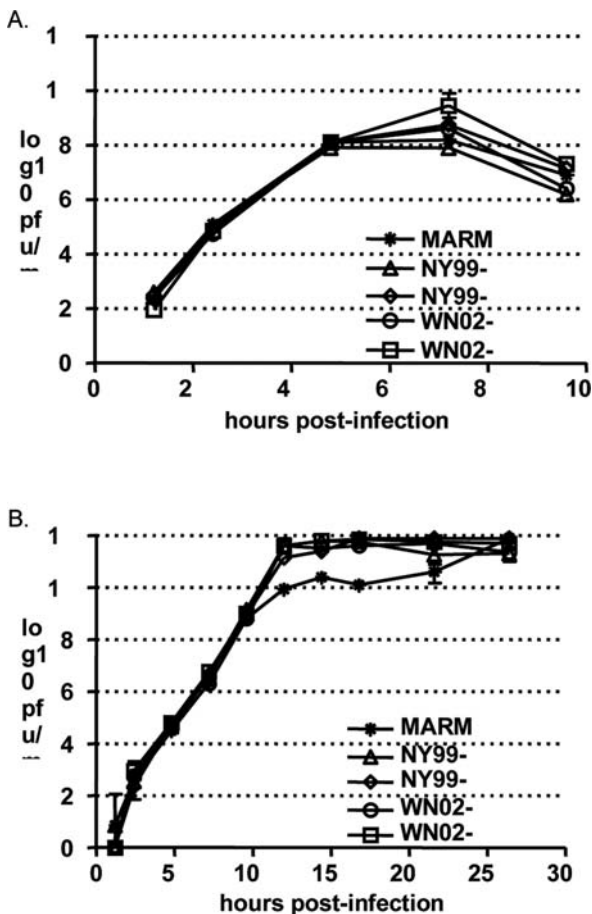 A.
1
1
8
6
4
2
0
lo
g1
0
pf
u/
MARM
NY99-
NY99-
WN02-
WN02-
0 2 4 6 8 10
hours post-infection
B.
1
1
8
6
4
2
0
lo
g1
0
pf
u/
MARM
NY99-
NY99-
WN02-
WN02-
0 5 10 15 20 25 30
hours post-infection